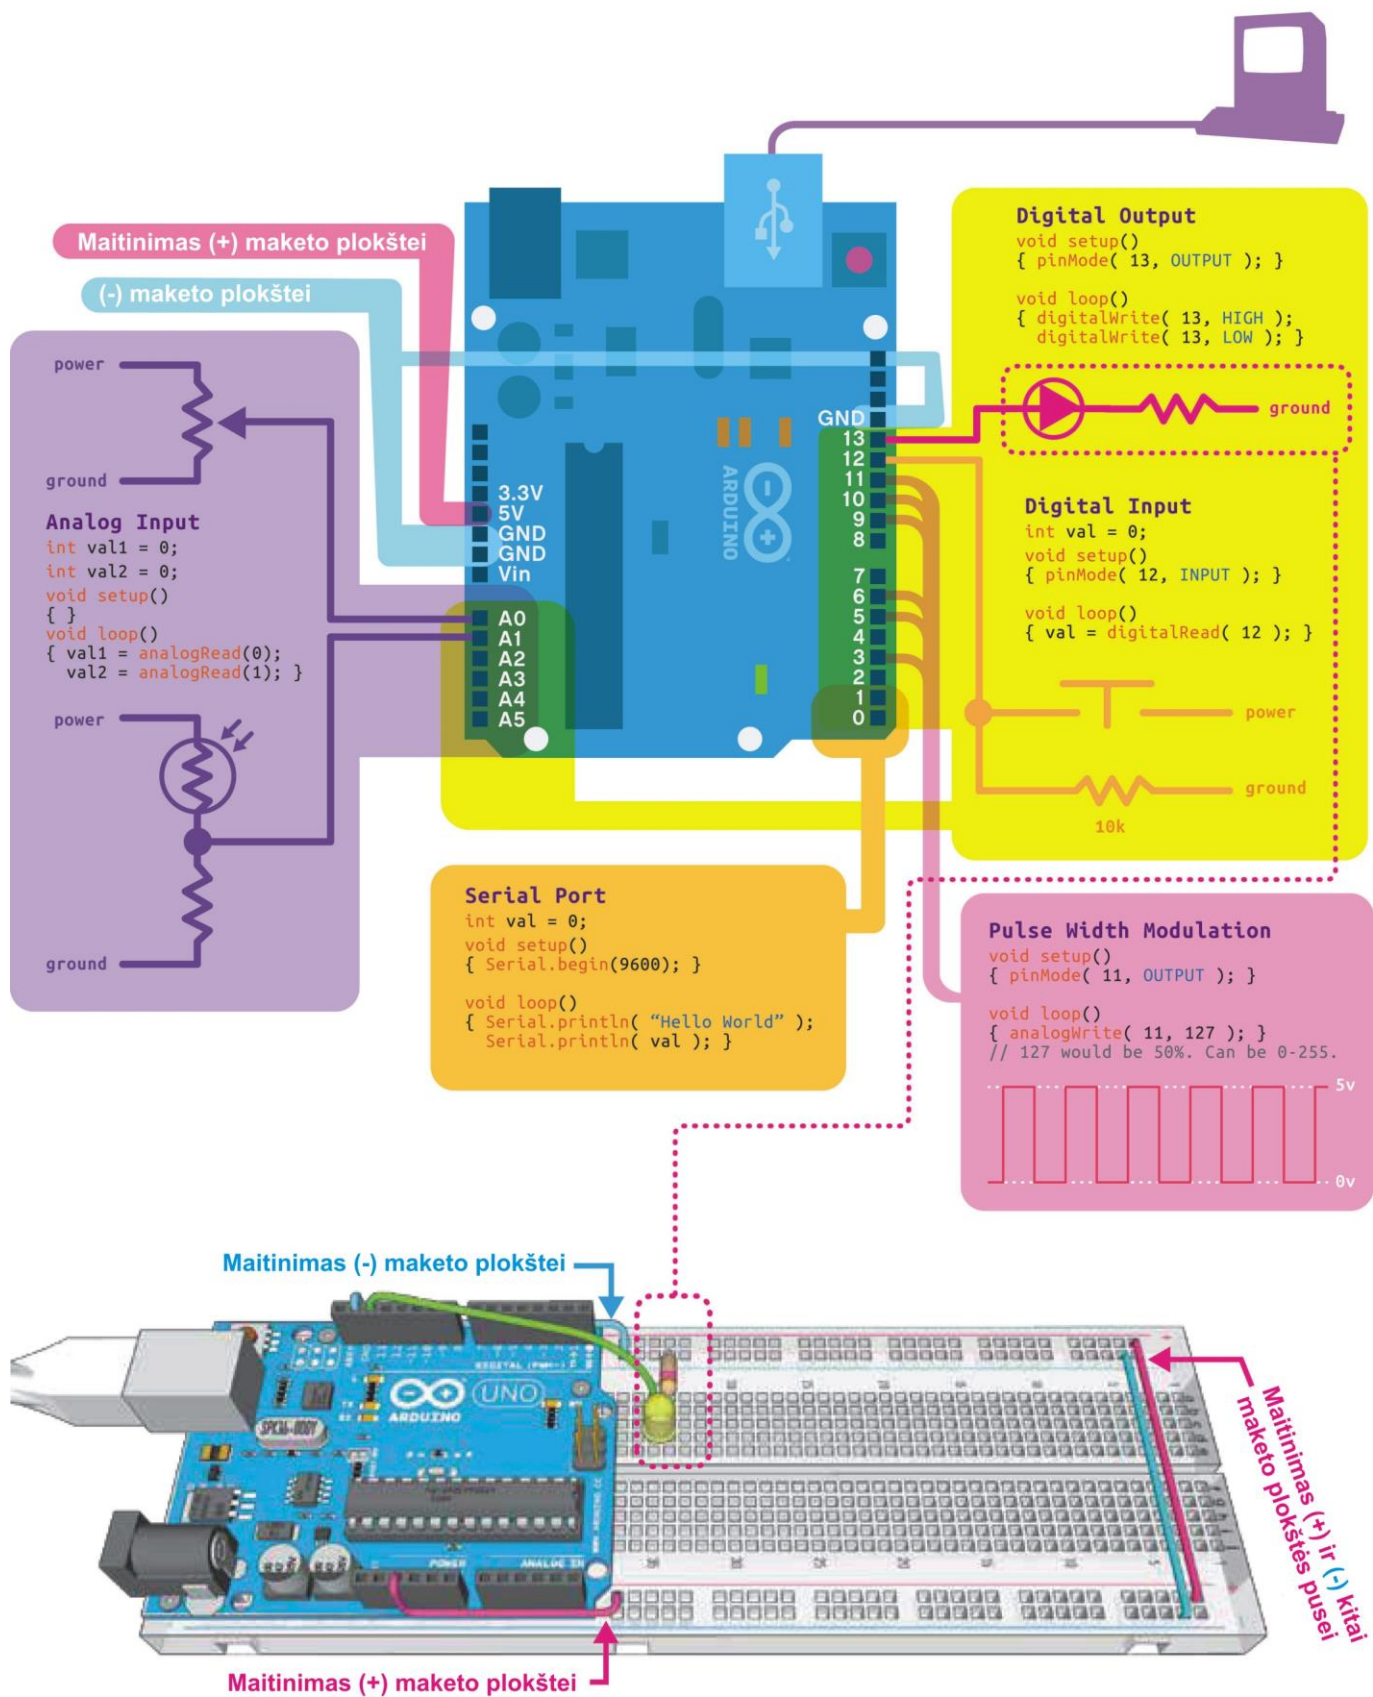 Maitinimas (+) maketo plokštei
(-) maketo plokštei
power
ground
Analog Input
int val1 = 0;
int val2 = 0;
void setup()
{ }
void loop()
{ val1 = analogRead(0);
val2 = analogRead(1); }
power
ground
3.3V
5V
GND
GND
Vin
A0
A1
A2
A3
A4
A5
ARDUINO
GND
13
12
11
10
9
8
7
6
5
4
3
2
1
0
Digital Output
void setup()
{ pinMode( 13, OUTPUT ); }
void loop()
{ digitalWrite( 13, HIGH );
digitalWrite( 13, LOW ); }
ground
Digital Input
int val = 0;
void setup()
{ pinMode( 12, INPUT ); }
void loop()
{ val = digitalRead( 12 ); }
power
ground
10k
Serial Port
int val = 0;
void setup()
{ Serial.begin(9600); }
void loop()
{ Serial.println( “Hello World” );
Serial.println( val ); }
Pulse Width Modulation
void setup()
{ pinMode( 11, OUTPUT ); }
void loop()
{ analogWrite( 11, 127 ); }
// 127 would be 50%. Can be 0-255.
5v
0v
Maitinimas (-) maketo plokštei
DIGITAL (PWM~)
ARDUINO
UNO
POWER
ANALOG IN
Maitinimas (+) ir (-) kitai
maketo plokštės pusei
Maitinimas (+) maketo plokštei